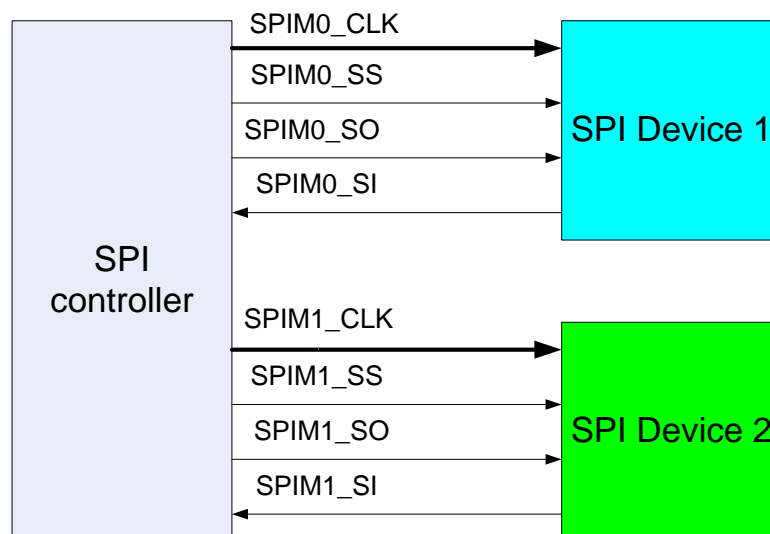 SPI
controller
SPIM0_CLK
SPIM0_SS
SPIM0_SO
SPIM0_SI
SPI Device 1
SPIM1_CLK
SPIM1_SS
SPIM1_SO
SPIM1_SI
SPI Device 2